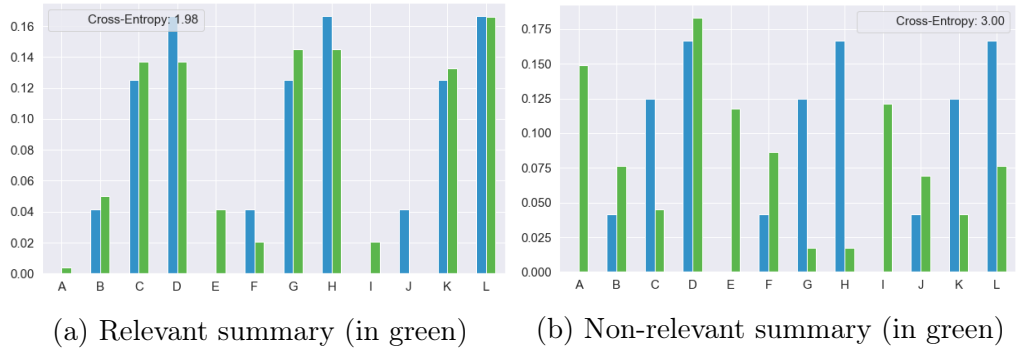 Cross-Entropy: 1.98
0.16
0.14
0.12
0.10
0.08
0.06
0.04
0.02
0.00
A B C D E F G H I J K L
(a) Relevant summary (in green)
Cross-Entropy: 3.00
0.175
0.150
0.125
0.100
0.075
0.050
0.025
0.000
A B C D E F G H I J K L
(b) Non-relevant summary (in green)